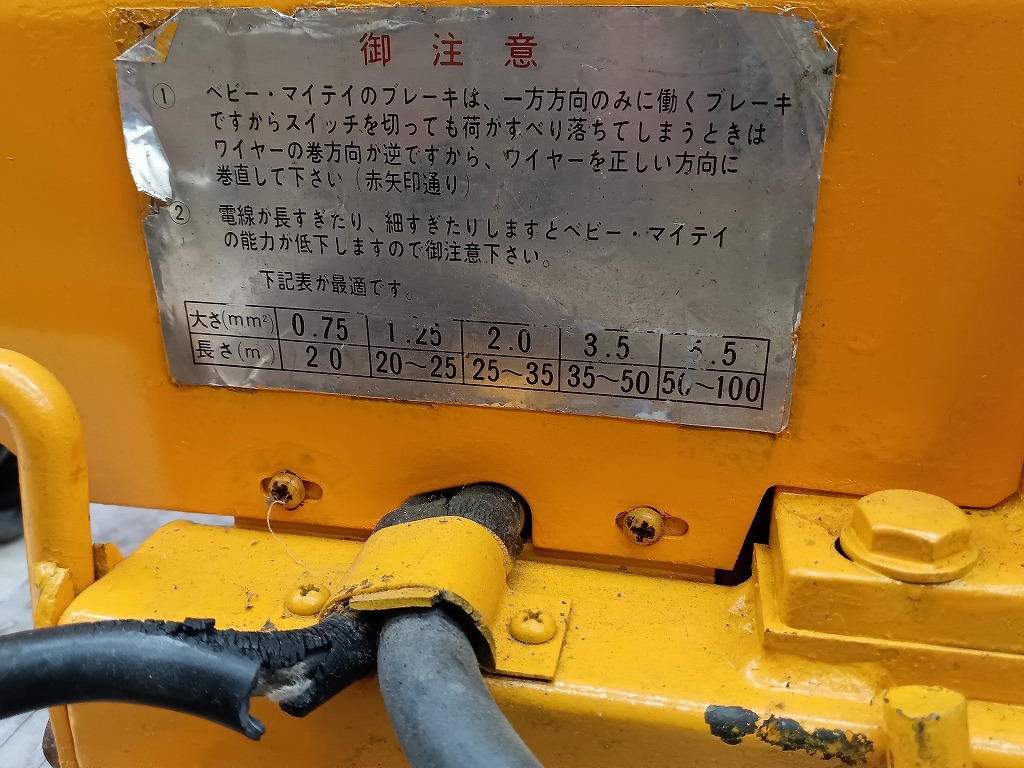 御注意
① ベビー・マイテイのブレーキは、一方方向のみに働くブレーキ
ですからスイッチを切っても荷がすべり落ちてしまうときは
ワイヤーの巻方向が逆ですから、ワイヤーを正しい方向に
巻直して下さい(赤矢印通り)
② 電線が長すぎたり、細すぎたりしますとベビー・マイテイ
の能力が低下しますので御注意下さい。
下記表が最適です。
大さ(mm²) 0.75 1.25 2.0 3.5 5.5
長さ(m) 20 20～25 25～35 35～50 50～100